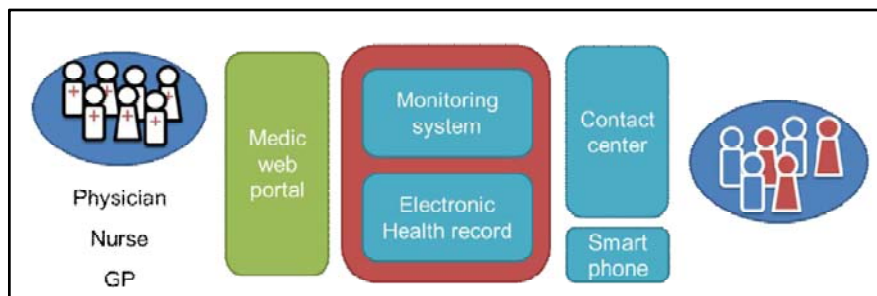 Physician
Nurse
GP
Medic
web
portal
Monitoring
system
Electronic
Health record
Contact
center
Smart
phone